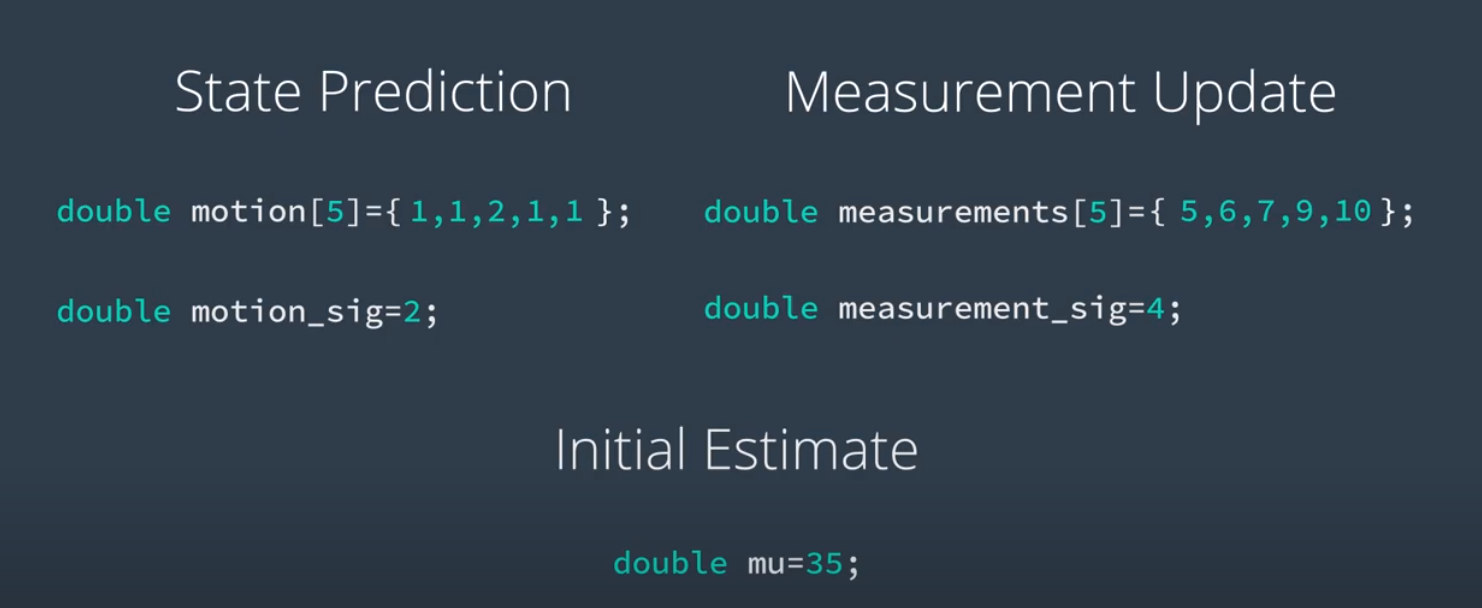 State Prediction
double motion[5]={ 1,1,2,1,1 };
double motion_sig=2;
Measurement Update
double measurements[5]={ 5,6,7,9,10 };
double measurement_sig=4;
Initial Estimate
double mu=35;